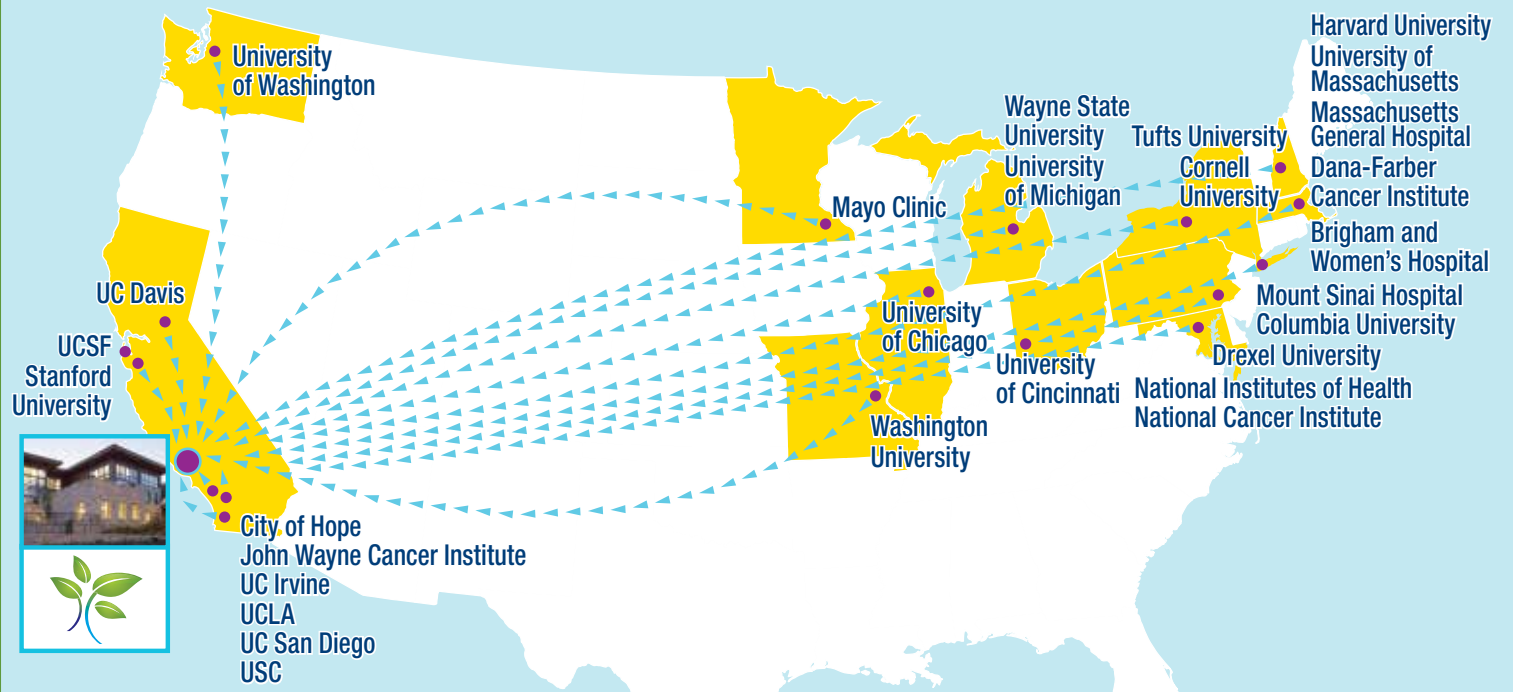 University
of Washington
UC Davis
UCSF
Stanford
University
City of Hope
John Wayne Cancer Institute
UC Irvine
UCLA
UC San Diego
USC
Mayo Clinic
Wayne State
University
University
of Michigan
University
of Chicago
Washington
University
University
of Cincinnati
Tufts University
Cornell
University
Harvard University
University of
Massachusetts
Massachusetts
General Hospital
Dana-Farber
Cancer Institute
Brigham and
Women's Hospital
Mount Sinai Hospital
Columbia University
Drexel University
National Institutes of Health
National Cancer Institute